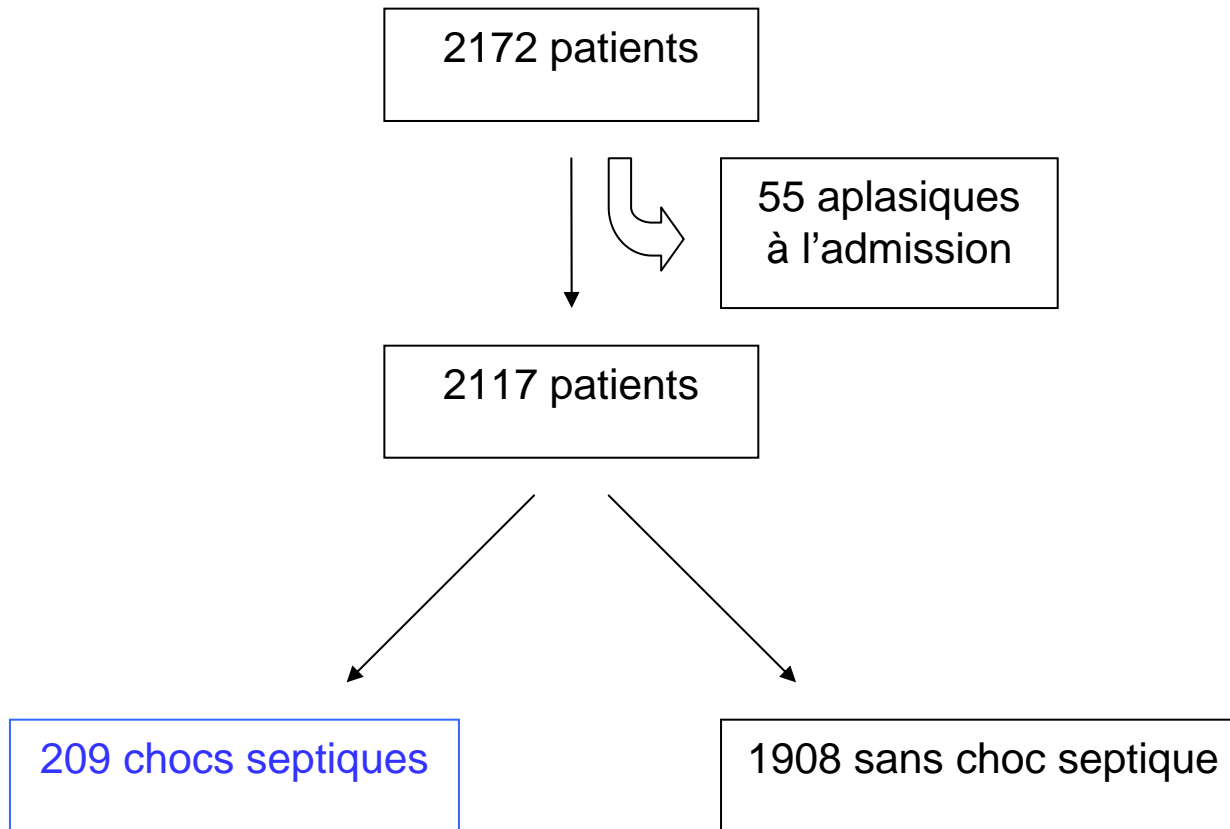 2172 patients
55 aplasiques
à l’admission
2117 patients
209 chocs septiques
1908 sans choc septique